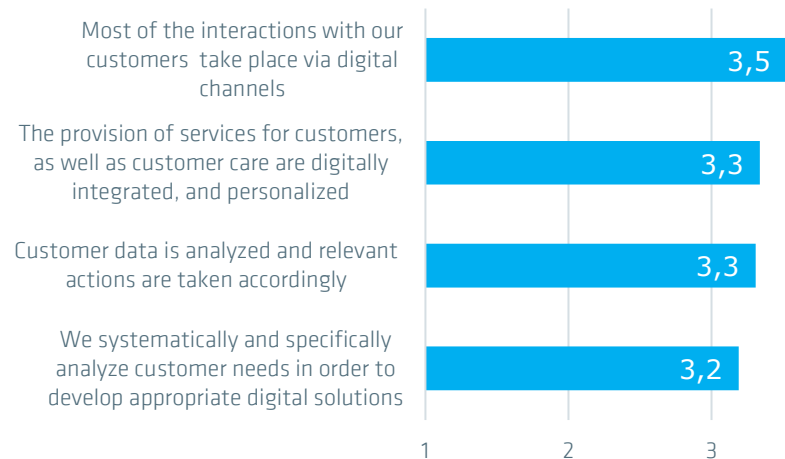 Most of the interactions with our
customers take place via digital
channels
3,5
The provision of services for customers,
as well as customer care are digitally
integrated, and personalized
3,3
Customer data is analyzed and relevant
actions are taken accordingly
3,3
We systematically and specifically
analyze customer needs in order to
develop appropriate digital solutions
3,2
1 2 3